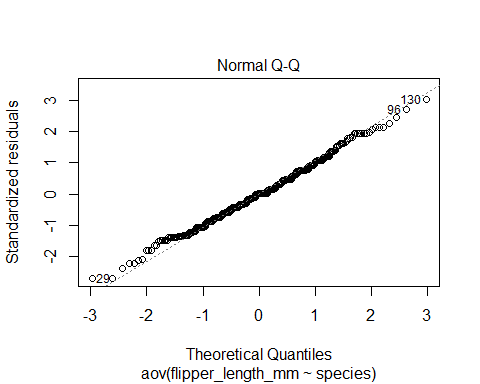 Normal Q-Q
Standardized residuals
3
2
1
0
-1
-2
130
96
29
-3 -2 -1 0 1 2 3
Theoretical Quantiles
aov(flipper_length_mm ~ species)